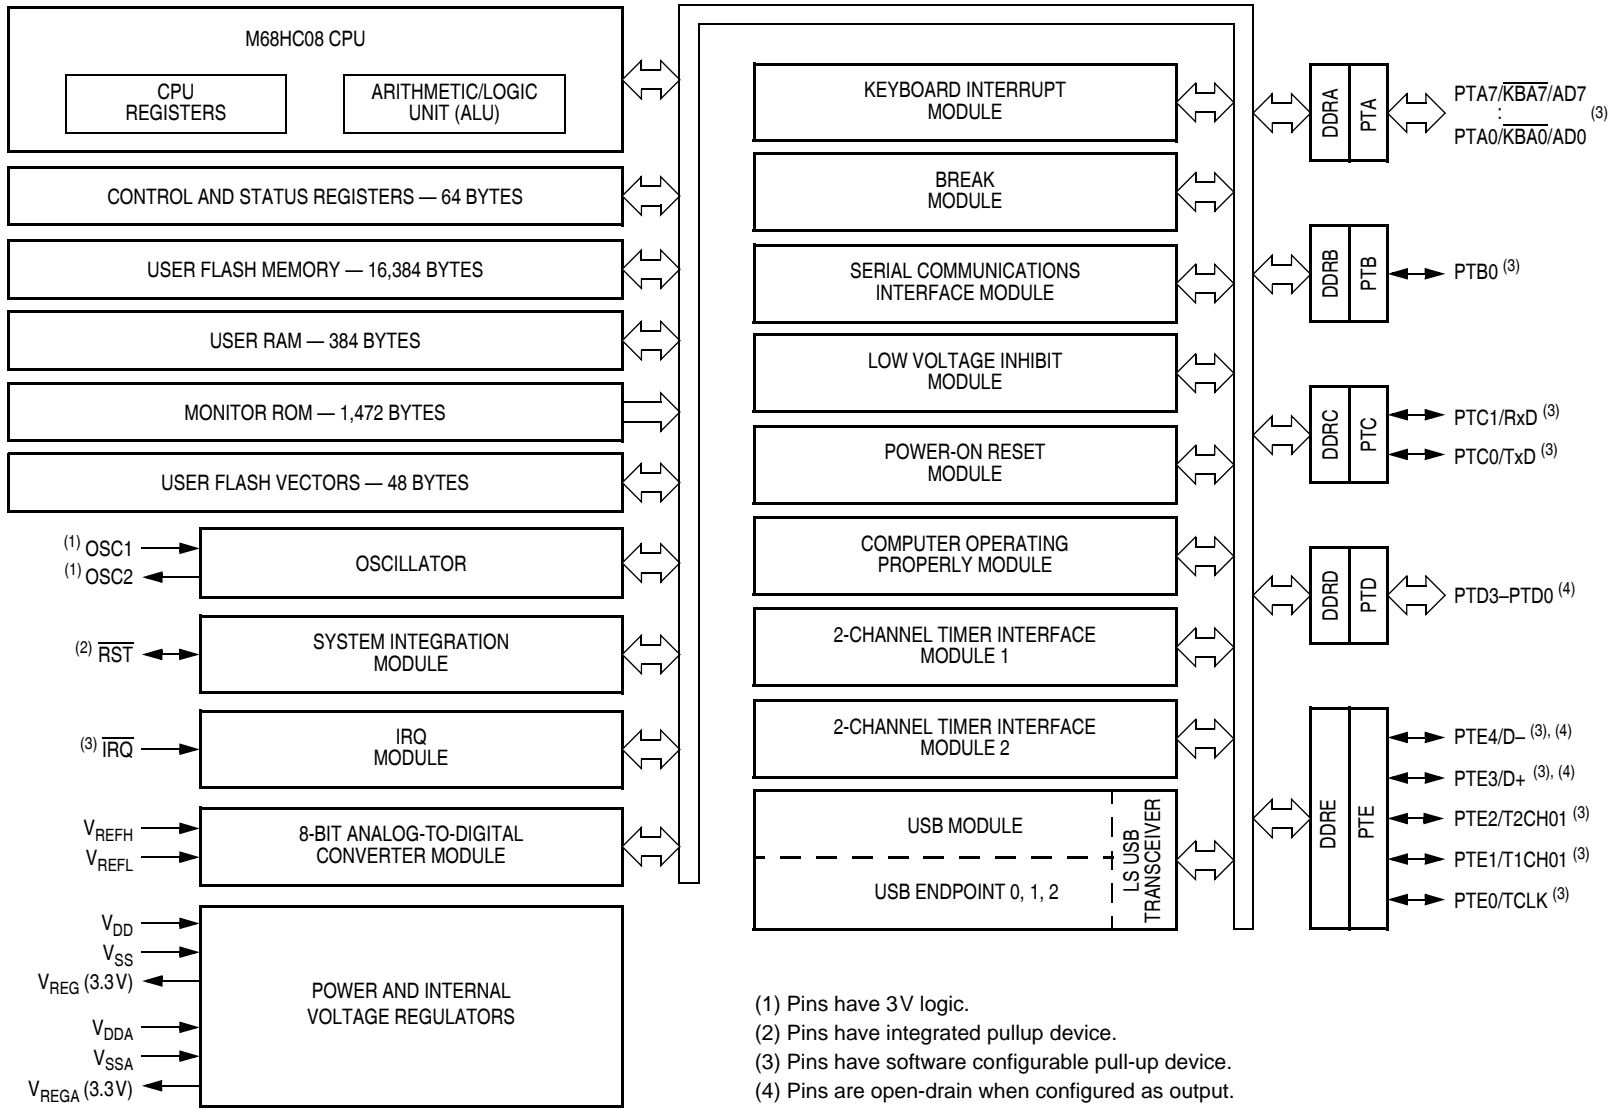 M68HC08 CPU
CPU
REGISTERS
ARITHMETIC/LOGIC
UNIT (ALU)
CONTROL AND STATUS REGISTERS — 64 BYTES
USER FLASH MEMORY — 16,384 BYTES
USER RAM — 384 BYTES
MONITOR ROM — 1,472 BYTES
USER FLASH VECTORS — 48 BYTES
(1) OSC1
(1) OSC2
OSCILLATOR
(2) RST
SYSTEM INTEGRATION
MODULE
(3) IRQ
IRQ
MODULE
VREFH
VREFL
8-BIT ANALOG-TO-DIGITAL
CONVERTER MODULE
VDD
VSS
VREG (3.3V)
VDDA
VSSA
VREGA (3.3V)
POWER AND INTERNAL
VOLTAGE REGULATORS
KEYBOARD INTERRUPT
MODULE
BREAK
MODULE
SERIAL COMMUNICATIONS
INTERFACE MODULE
LOW VOLTAGE INHIBIT
MODULE
POWER-ON RESET
MODULE
COMPUTER OPERATING
PROPERLY MODULE
2-CHANNEL TIMER INTERFACE
MODULE 1
2-CHANNEL TIMER INTERFACE
MODULE 2
USB MODULE
USB ENDPOINT 0, 1, 2
LS USB
TRANSCEIVER
DDRA
PTA
PTA7/KBA7/AD7
:
(3)
PTA0/KBA0/AD0
DDRB
PTB
PTB0 (3)
DDRC
PTC
PTC1/RxD (3)
PTC0/TxD (3)
DDRD
PTD
PTD3–PTD0 (4)
DDRE
PTE
PTE4/D– (3), (4)
PTE3/D+ (3), (4)
PTE2/T2CH01 (3)
PTE1/T1CH01 (3)
PTE0/TCLK (3)
(1) Pins have 3V logic.
(2) Pins have integrated pullup device.
(3) Pins have software configurable pull-up device.
(4) Pins are open-drain when configured as output.